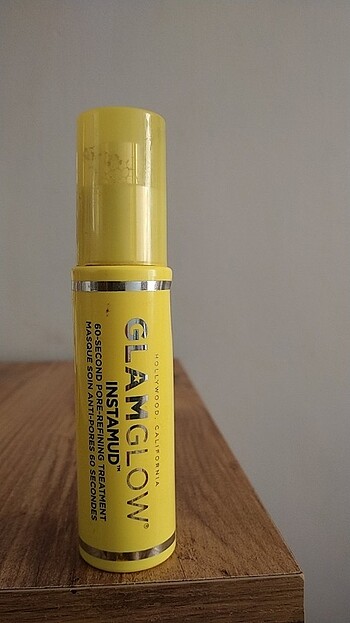 HOLLYWOOD, CALIFORNIA
GLAMGLOW®
INSTAMUD™
60-SECOND PORE-REFINING TREATMENT
MASQUE SOIN ANTI-PORES 60 SECONDES